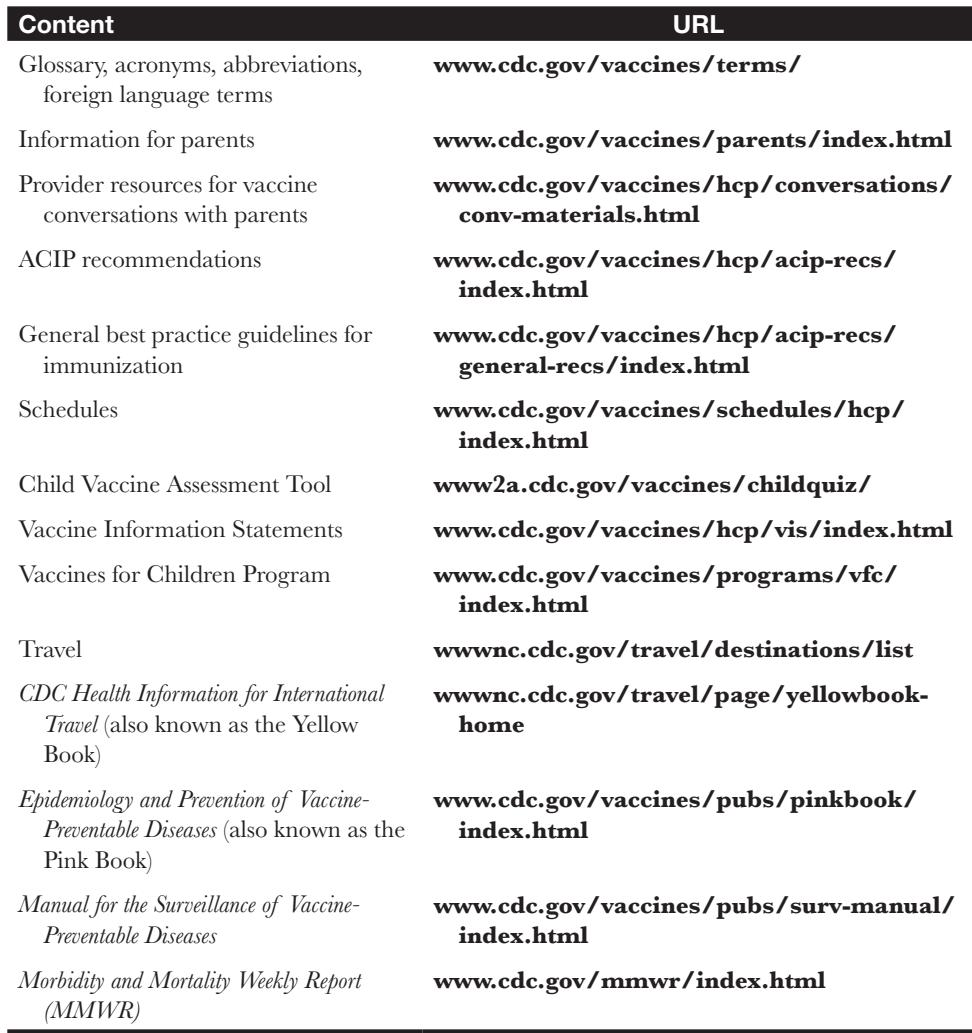 Content URL
Glossary, acronyms, abbreviations, www.cdc.gov/vaccines/terms/
foreign language terms
Information for parents www.cdc.gov/vaccines/parents/index.html
Provider resources for vaccine www.cdc.gov/vaccines/hcp/conversations/
conversations with parents conv-materials.html
ACIP recommendations www.cdc.gov/vaccines/hcp/acip-recs/
index.html
General best practice guidelines for www.cdc.gov/vaccines/hcp/acip-recs/
immunization general-recs/index.html
Schedules www.cdc.gov/vaccines/schedules/hcp/
index.html
Child Vaccine Assessment Tool www2a.cdc.gov/vaccines/childquiz/
Vaccine Information Statements www.cdc.gov/vaccines/hcp/vis/index.html
Vaccines for Children Program www.cdc.gov/vaccines/programs/vfc/
index.html
Travel wwwnc.cdc.gov/travel/destinations/list
CDC Health Information for International wwwnc.cdc.gov/travel/page/yellowbook-
Travel (also known as the Yellow home
Book)
Epidemiology and Prevention of Vaccine- www.cdc.gov/vaccines/pubs/pinkbook/
Preventable Diseases (also known as the index.html
Pink Book)
Manual for the Surveillance of Vaccine- www.cdc.gov/vaccines/pubs/surv-manual/
Preventable Diseases index.html
Morbidity and Mortality Weekly Report www.cdc.gov/mmwr/index.html
(MMWR)